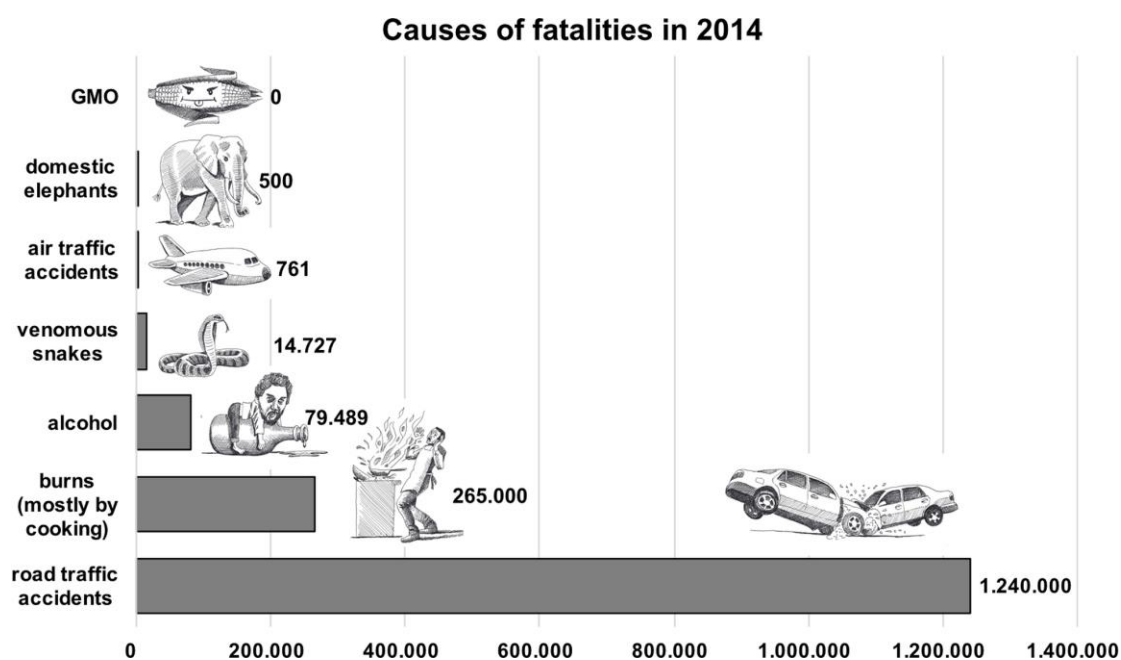 Causes of fatalities in 2014
GMO
0
domestic
elephants
500
air traffic
accidents
761
venomous
snakes
14.727
alcohol
79.489
burns
(mostly by
cooking)
265.000
road traffic
accidents
1.240.000
0 200.000 400.000 600.000 800.000 1.000.000 1.200.000 1.400.000